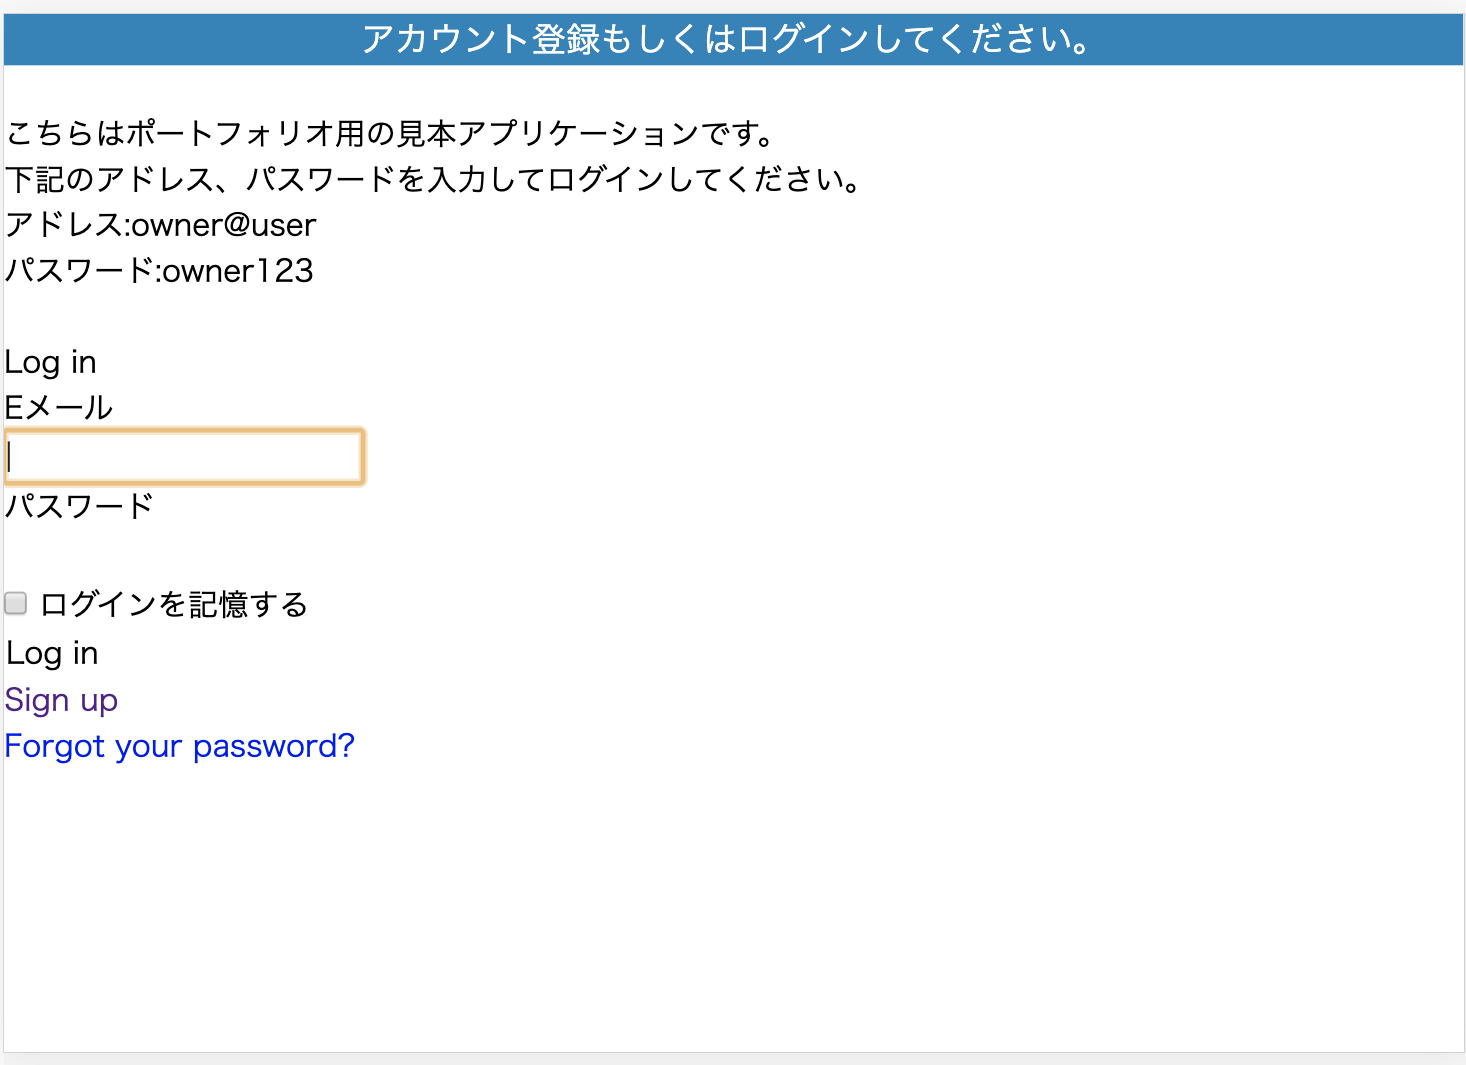 アカウント登録もしくはログインしてください。
こちらはポートフォリオ用の見本アプリケーションです。
下記のアドレス、パスワードを入力してログインしてください。
アドレス:owner@user
パスワード:owner123
Log in
Eメール
パスワード
ログインを記憶する
Log in
Sign up
Forgot your password?